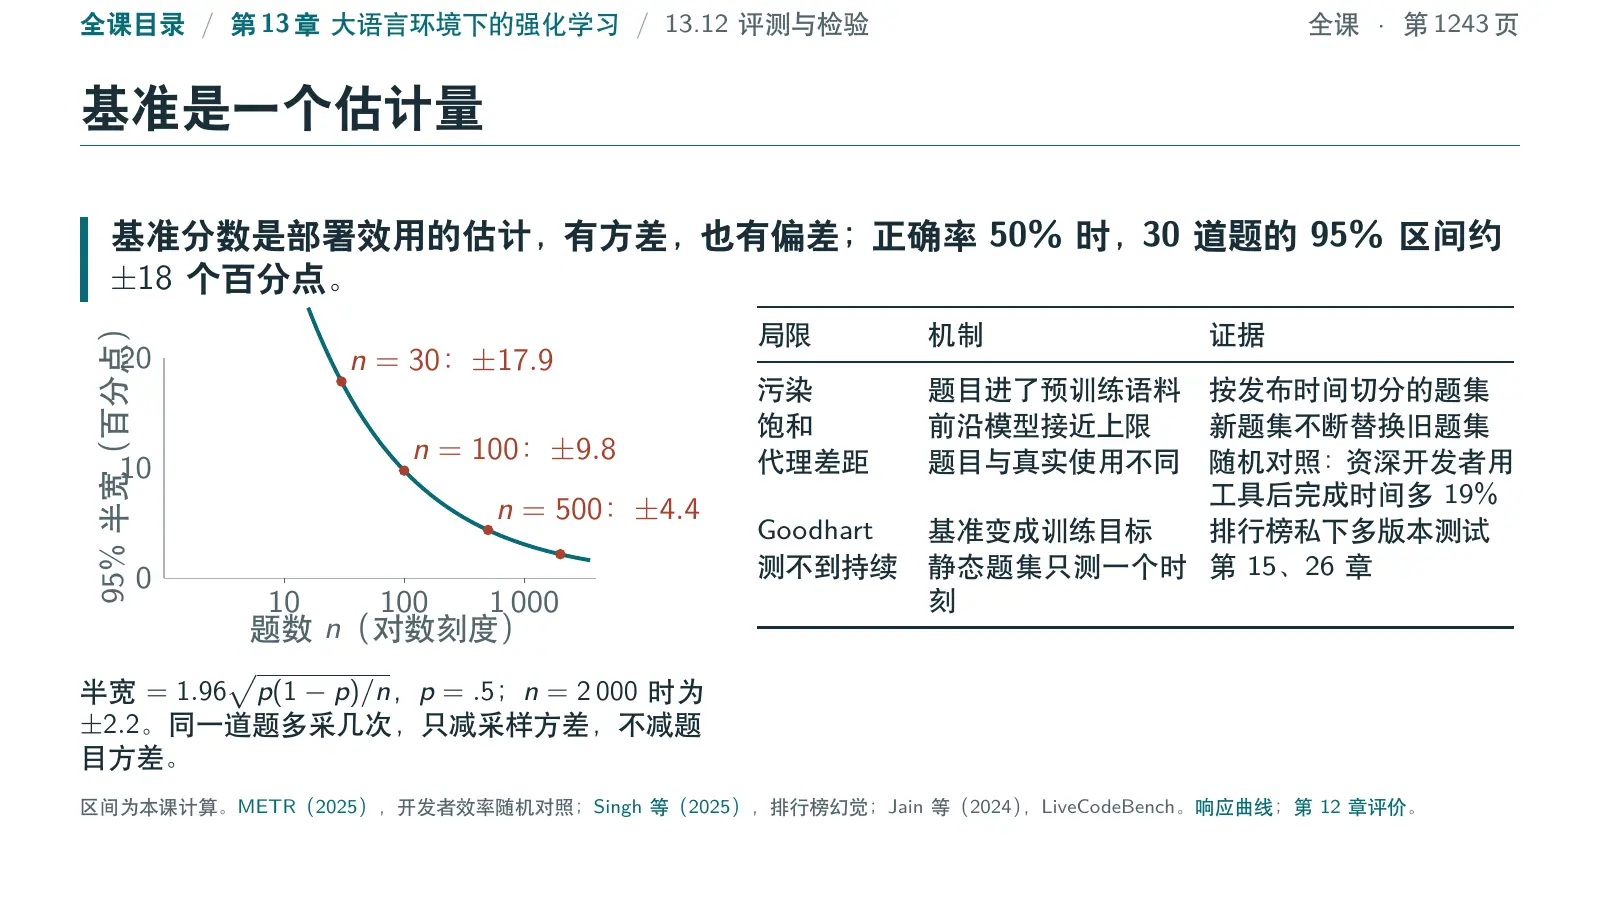 全课目录 / 第13章 大语言环境下的强化学习 / 13.12 评测与检验
全课 · 第1243页
基准是一个估计量
基准分数是部署效用的估计，有方差，也有偏差；正确率 50% 时，30 道题的 95% 区间约
±18 个百分点。
95% 半宽（百分点）
20
10
0
n = 30：±17.9
n = 100：±9.8
n = 500：±4.4
10 100 1 000
题数 n（对数刻度）
半宽 = 1.96√p(1 − p)/n，p = .5；n = 2 000 时为
±2.2。同一道题多采几次，只减采样方差，不减题
目方差。
局限 机制 证据
污染 题目进了预训练语料 按发布时间切分的题集
饱和 前沿模型接近上限 新题集不断替换旧题集
代理差距 题目与真实使用不同 随机对照：资深开发者用
工具后完成时间多 19%
Goodhart 基准变成训练目标 排行榜私下多版本测试
测不到持续 静态题集只测一个时 第 15、26 章
刻
区间为本课计算。METR（2025），开发者效率随机对照；Singh 等（2025），排行榜幻觉；Jain 等（2024），LiveCodeBench。响应曲线；第 12 章评价。